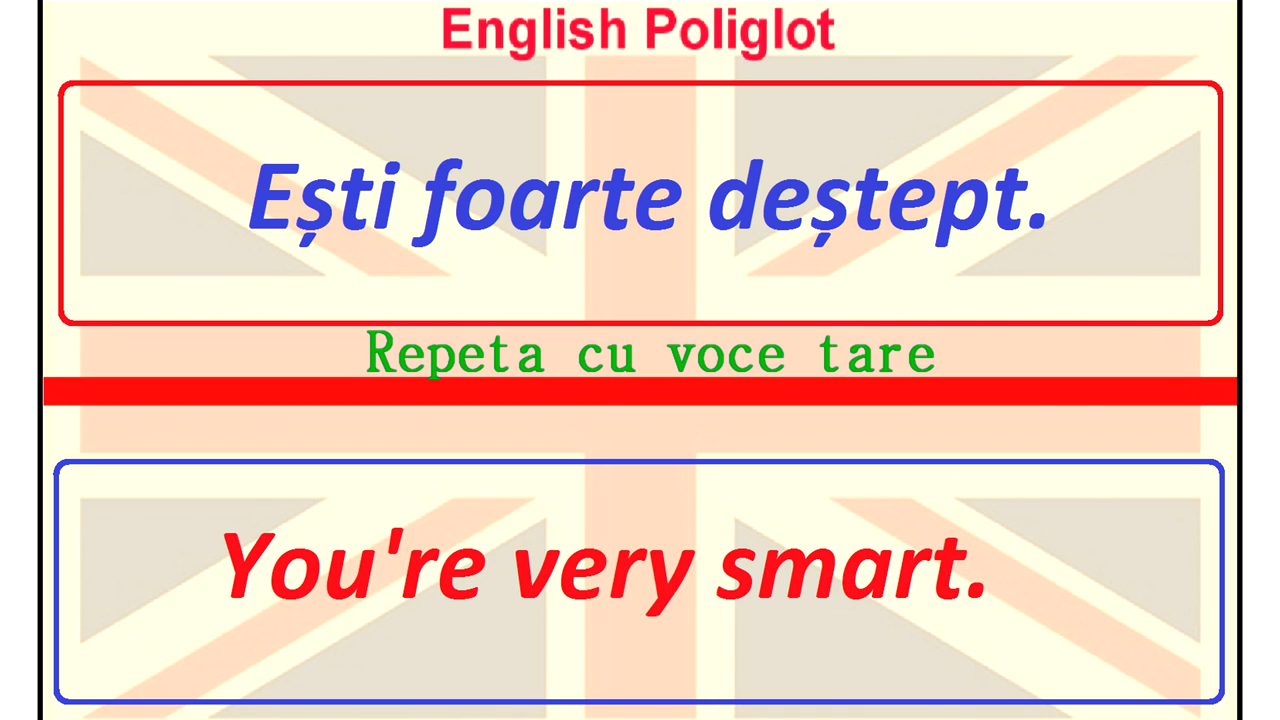 English Poliglot
Ești foarte deștept.
Repeta cu voce tare
You're very smart.